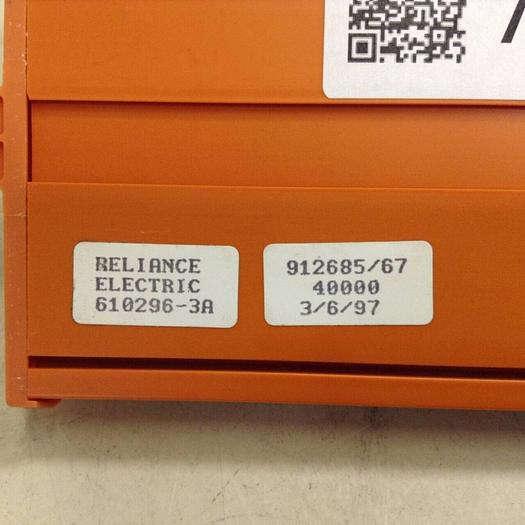 RELIANCE
ELECTRIC
610296-3A
912685/67
40000
3/6/97